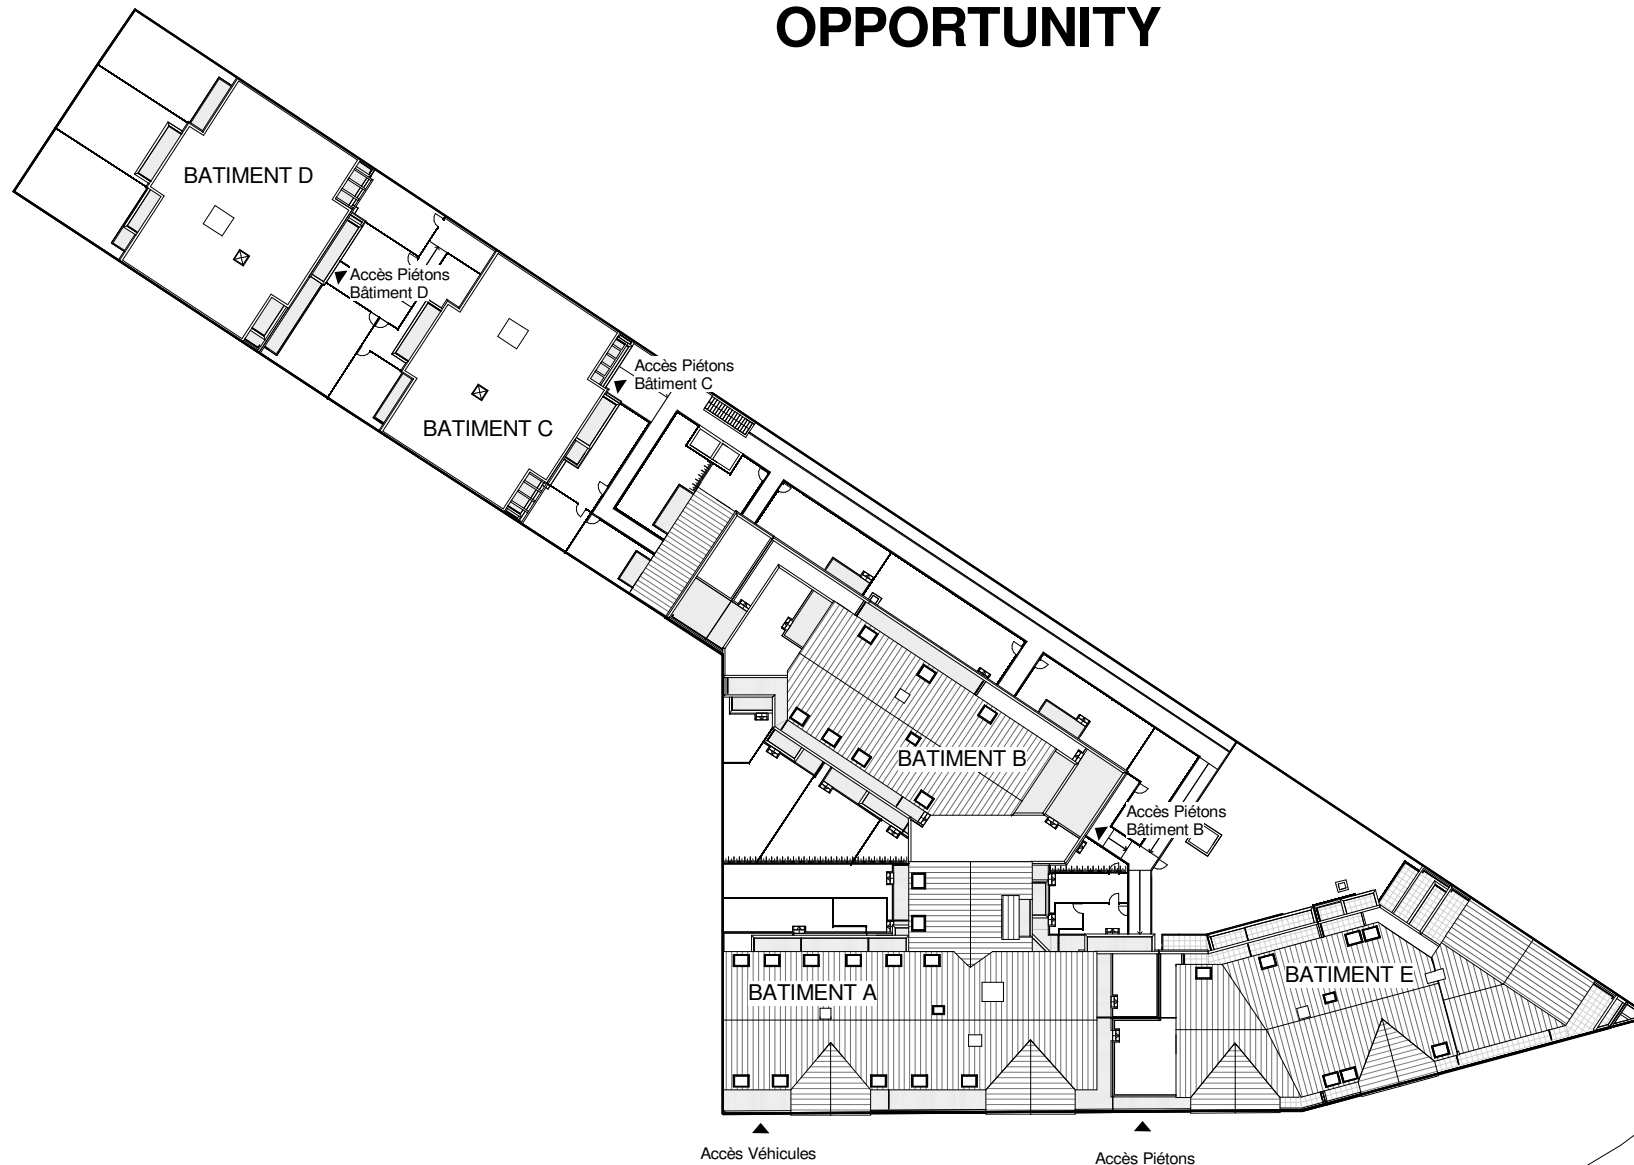 OPPORTUNITY
BATIMENT D
Accès Piétons
Bâtiment D
Accès Piétons
Bâtiment C
BATIMENT C
BATIMENT B
Accès Piétons
Bâtiment B
BATIMENT E
BATIMENT A
Accès Véhicules
Accès Piétons